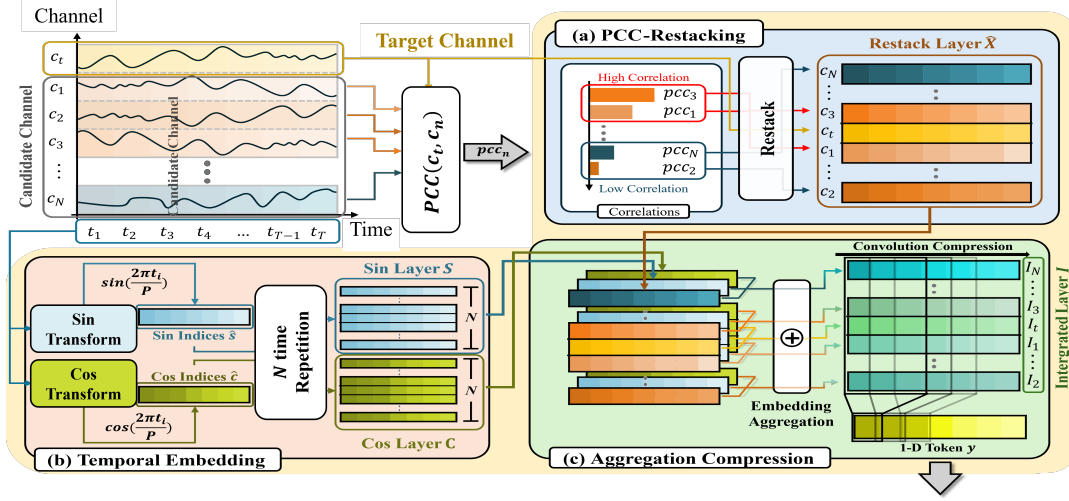 Channel
Target Channel
Candidate Channel
Candidate Channel
c_t
c_1
c_2
c_3
...
c_N
t_1 t_2 t_3 t_4 ... t_{T-1} t_T
Time
PCC(c_t, c_n)
pcc_n
(a) PCC-Restacking
High Correlation
pcc_3
pcc_1
pcc_N
pcc_2
Low Correlation
Correlations
Restack
Restack Layer X̂
c_N
...
c_3
c_t
c_1
...
c_2
Sin Transform
sin(2πt_i/P)
Sin Indices ŝ
Cos Transform
Cos Indices ĉ
cos(2πt_i/P)
N time Repetition
Sin Layer S
N
N
Cos Layer C
(b) Temporal Embedding
Embedding
Aggregation
Convolution Compression
I_N
...
I_3
I_t
I_1
...
I_2
Intergrated Layer I
1-D Token y
(c) Aggregation Compression